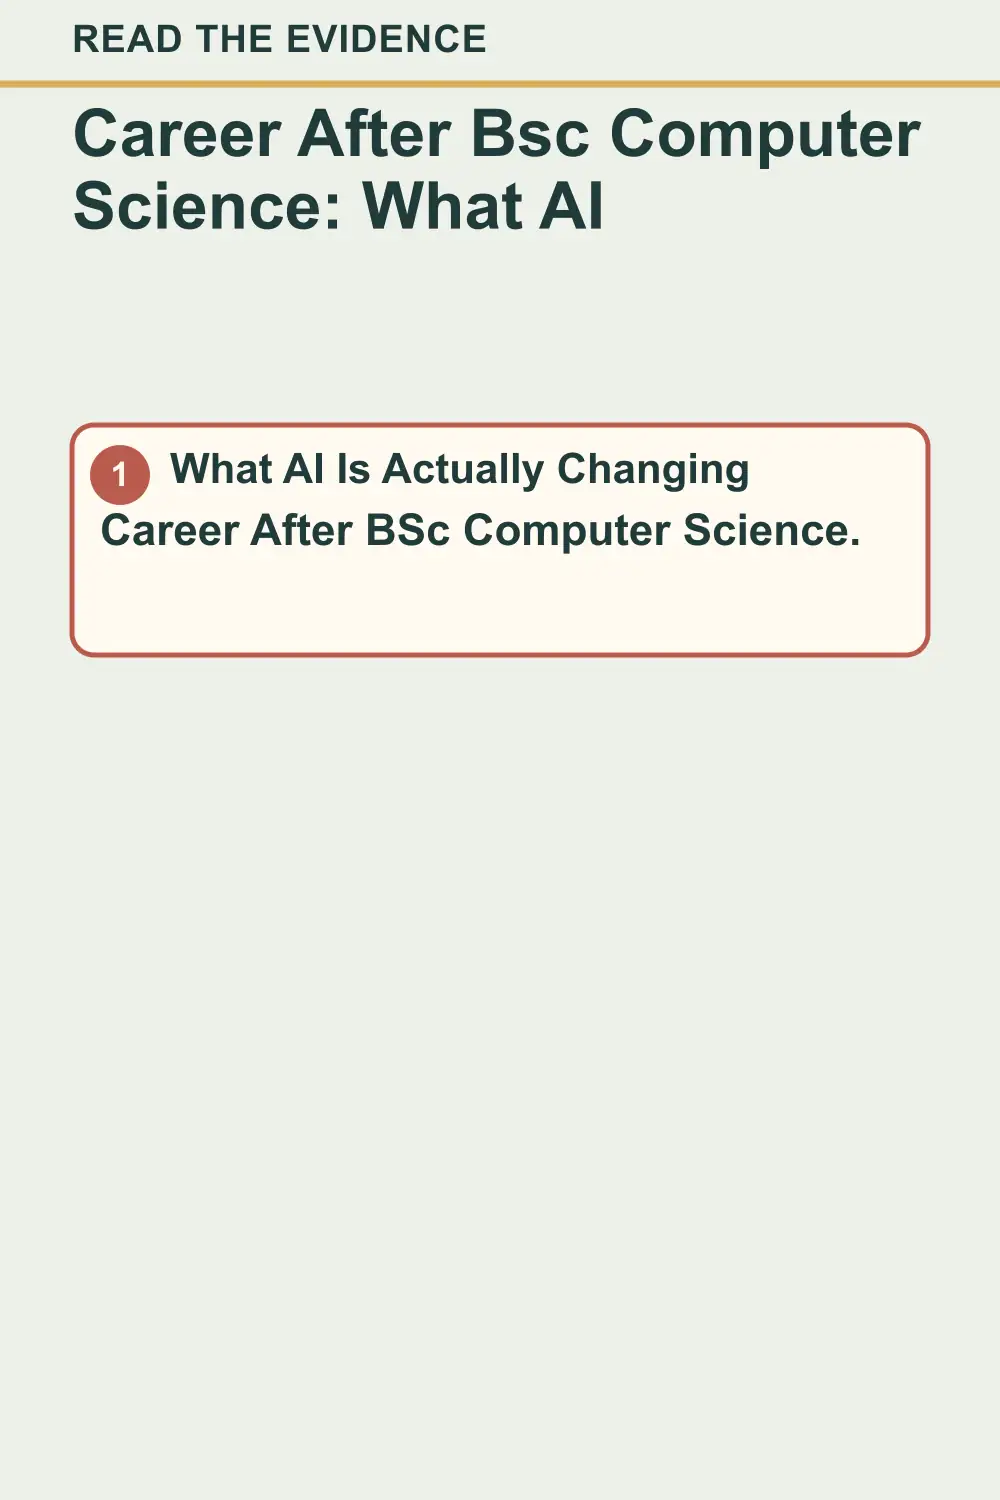 READ THE EVIDENCE
Career After Bsc Computer
Science: What AI
1 What AI Is Actually Changing
Career After BSc Computer Science.